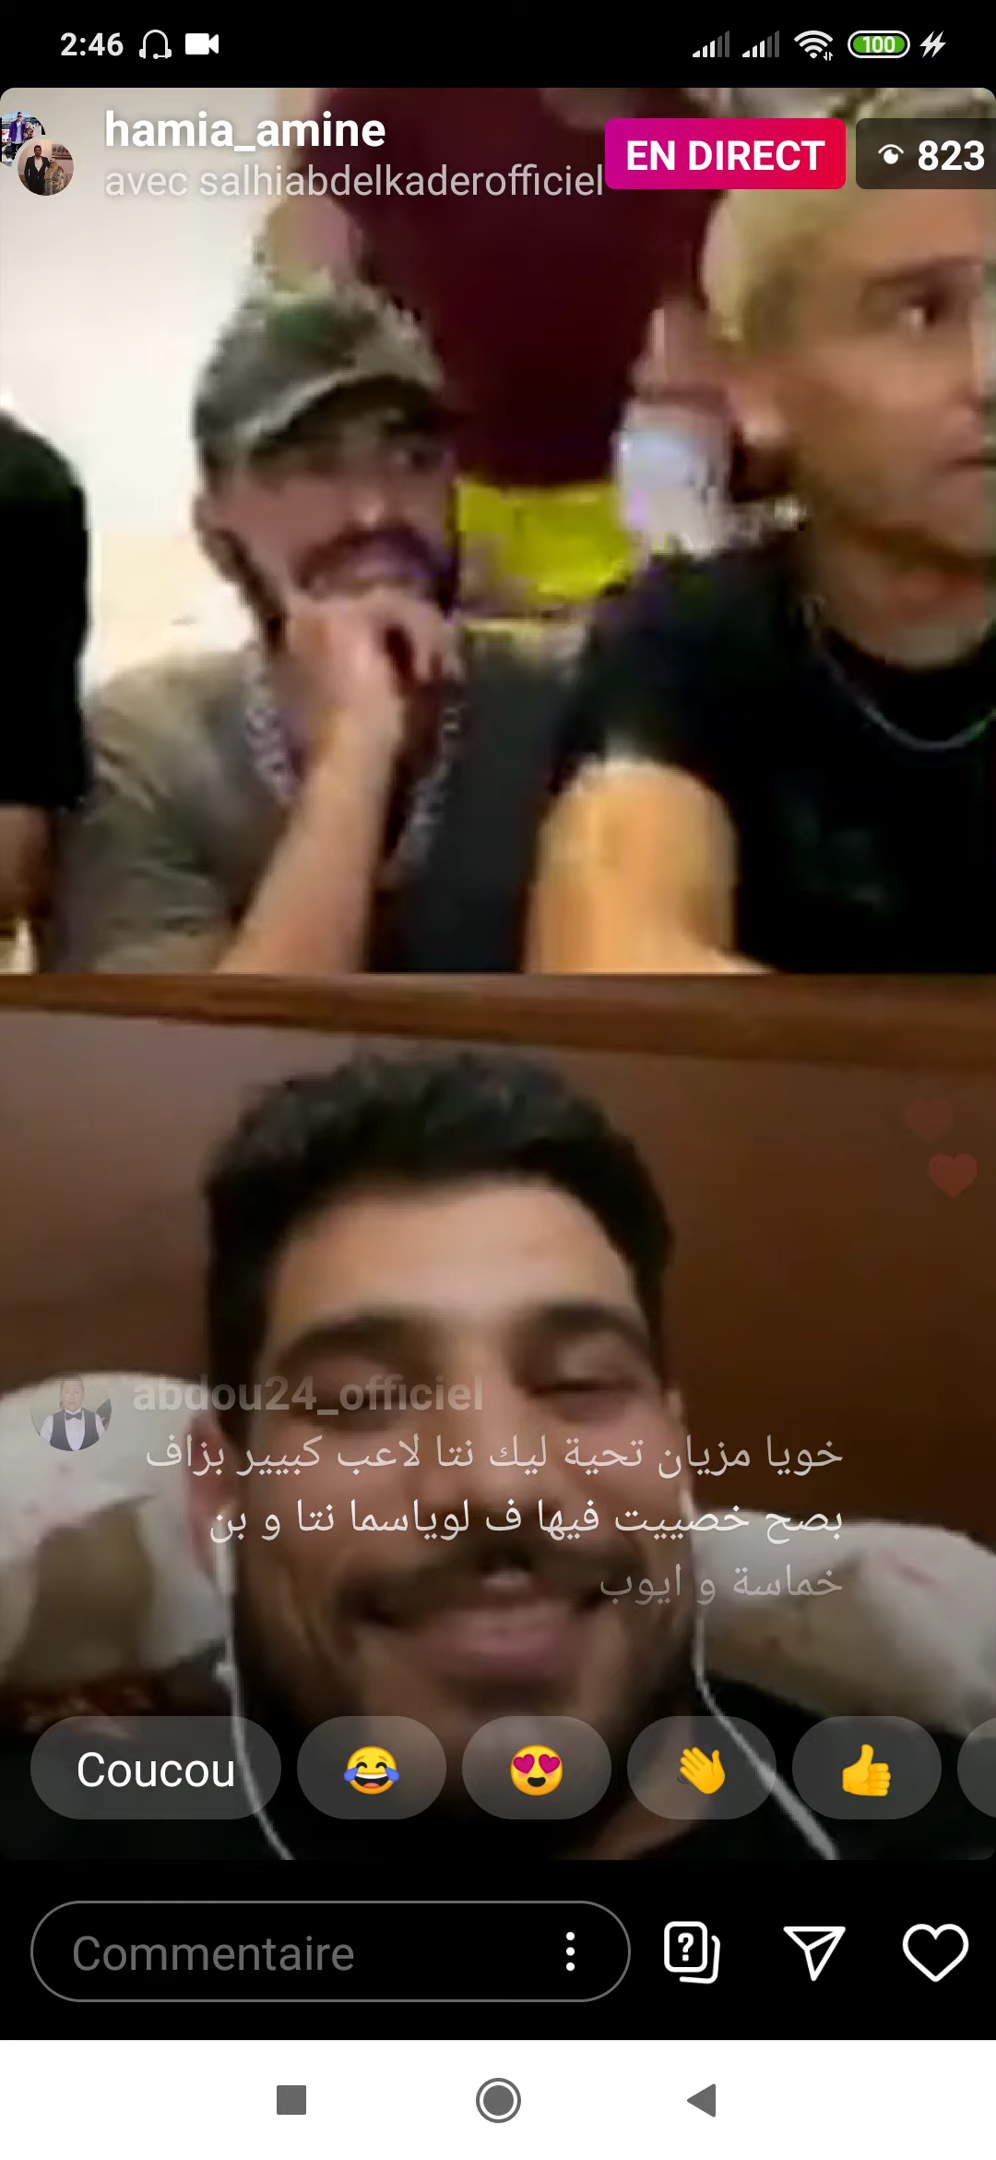 2:46
100
hamia_amine
avec salhiabdelkaderofficiel
EN DIRECT
823
abdou24_officiel
خويا مزيان تحية ليك نتا لاعب كبييير بزاف
بصح خصييت فيها ف لوياسما نتا و بن
خماسة و ايوب
Coucou
Commentaire